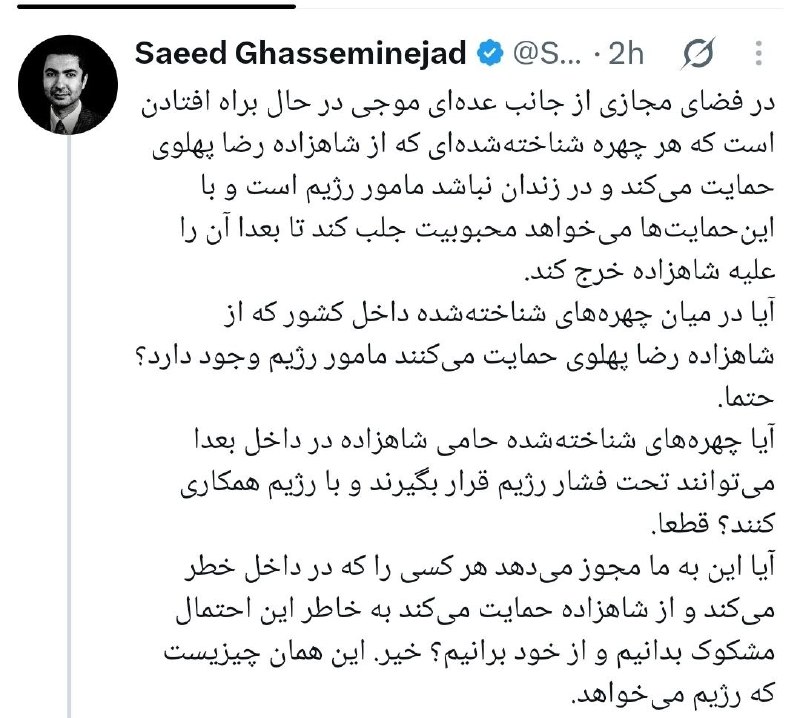 Saeed Ghasseminejad @S... · 2h
در فضای مجازی از جانب عده‌ای موجی در حال براه افتادن
است که هر چهره شناخته‌شده‌ای که از شاهزاده رضا پهلوی
حمایت می‌کند و در زندان نباشد مامور رژیم است و با
این‌حمایت‌ها می‌خواهد محبوبیت جلب کند تا بعدا آن را
علیه شاهزاده خرج کند.
آیا در میان چهره‌های شناخته‌شده داخل کشور که از
شاهزاده رضا پهلوی حمایت می‌کنند مامور رژیم وجود دارد؟
حتما.
آیا چهره‌های شناخته‌شده حامی شاهزاده در داخل بعدا
می‌توانند تحت فشار رژیم قرار بگیرند و با رژیم همکاری
کنند؟ قطعا.
آیا این به ما مجوز می‌دهد هر کسی را که در داخل خطر
می‌کند و از شاهزاده حمایت می‌کند به خاطر این احتمال
مشکوک بدانیم و از خود برانیم؟ خیر. این همان چیزیست
که رژیم می‌خواهد.